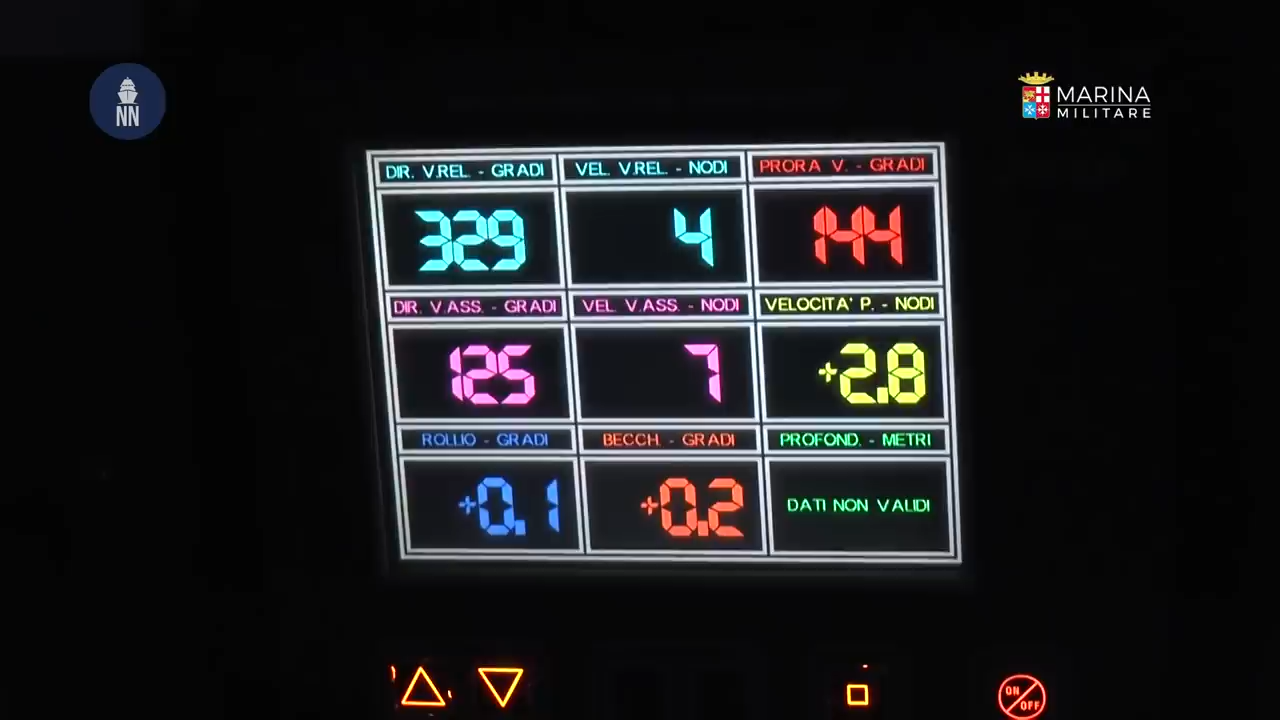 NN
MARINA
MILITARE
DIR. V.REL. - GRADI
VEL. V.REL. - NODI
PRORA V. - GRADI
329
4
144
DIR. V.ASS. - GRADI
VEL. V.ASS. - NODI
VELOCITA' P. - NODI
125
7
+2.8
ROLLIO - GRADI
BECCH. - GRADI
PROFOND. - METRI
+0.1
+0.2
DATI NON VALIDI
ON
OFF